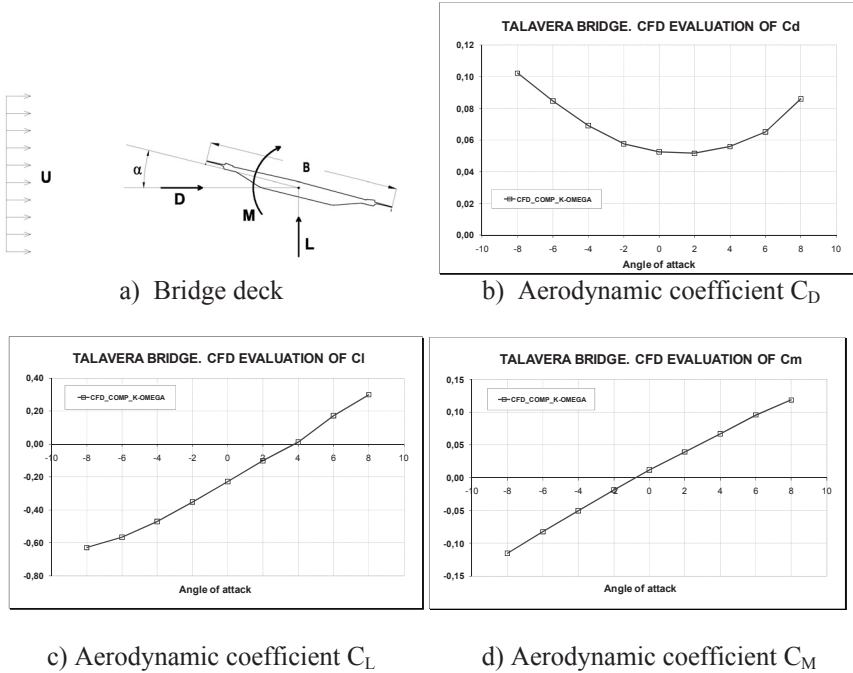 U
α
D
M
B
L
a) Bridge deck
TALAVERA BRIDGE. CFD EVALUATION OF Cd
0,12
0,10
0,08
0,06
0,04
0,02
0,00
CFD_COMP_K-OMEGA
-10 -8 -6 -4 -2 0 2 4 6 8 10
Angle of attack
b) Aerodynamic coefficient C_D
TALAVERA BRIDGE. CFD EVALUATION OF Cl
0,40
0,20
0,00
-0,20
-0,40
-0,60
-0,80
CFD_COMP_K-OMEGA
-10 -8 -6 -4 -2 0 2 4 6 8 10
Angle of attack
c) Aerodynamic coefficient C_L
TALAVERA BRIDGE. CFD EVALUATION OF Cm
0,15
0,10
0,05
0,00
-0,05
-0,10
-0,15
CFD_COMP_K-OMEGA
-10 -8 -6 -4 -2 0 2 4 6 8 10
Angle of attack
d) Aerodynamic coefficient C_M